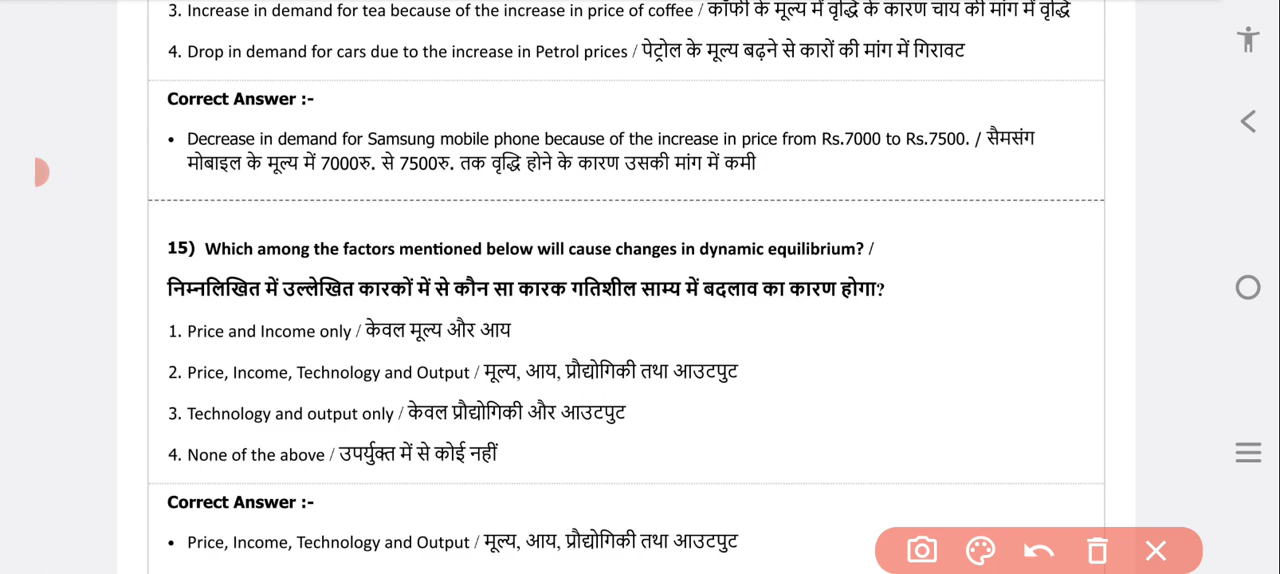 3. Increase in demand for tea because of the increase in price of coffee / कॉफी के मूल्य में वृद्धि के कारण चाय की मांग में वृद्धि
4. Drop in demand for cars due to the increase in Petrol prices / पेट्रोल के मूल्य बढ़ने से कारों की मांग में गिरावट
Correct Answer :-
• Decrease in demand for Samsung mobile phone because of the increase in price from Rs.7000 to Rs.7500. / सैमसंग
मोबाइल के मूल्य में 7000रु. से 7500रु. तक वृद्धि होने के कारण उसकी मांग में कमी
15) Which among the factors mentioned below will cause changes in dynamic equilibrium? /
निम्नलिखित में उल्लेखित कारकों में से कौन सा कारक गतिशील साम्य में बदलाव का कारण होगा?
1. Price and Income only / केवल मूल्य और आय
2. Price, Income, Technology and Output / मूल्य, आय, प्रौद्योगिकी तथा आउटपुट
3. Technology and output only / केवल प्रौद्योगिकी और आउटपुट
4. None of the above / उपर्युक्त में से कोई नहीं
Correct Answer :-
• Price, Income, Technology and Output / मूल्य, आय, प्रौद्योगिकी तथा आउटपुट